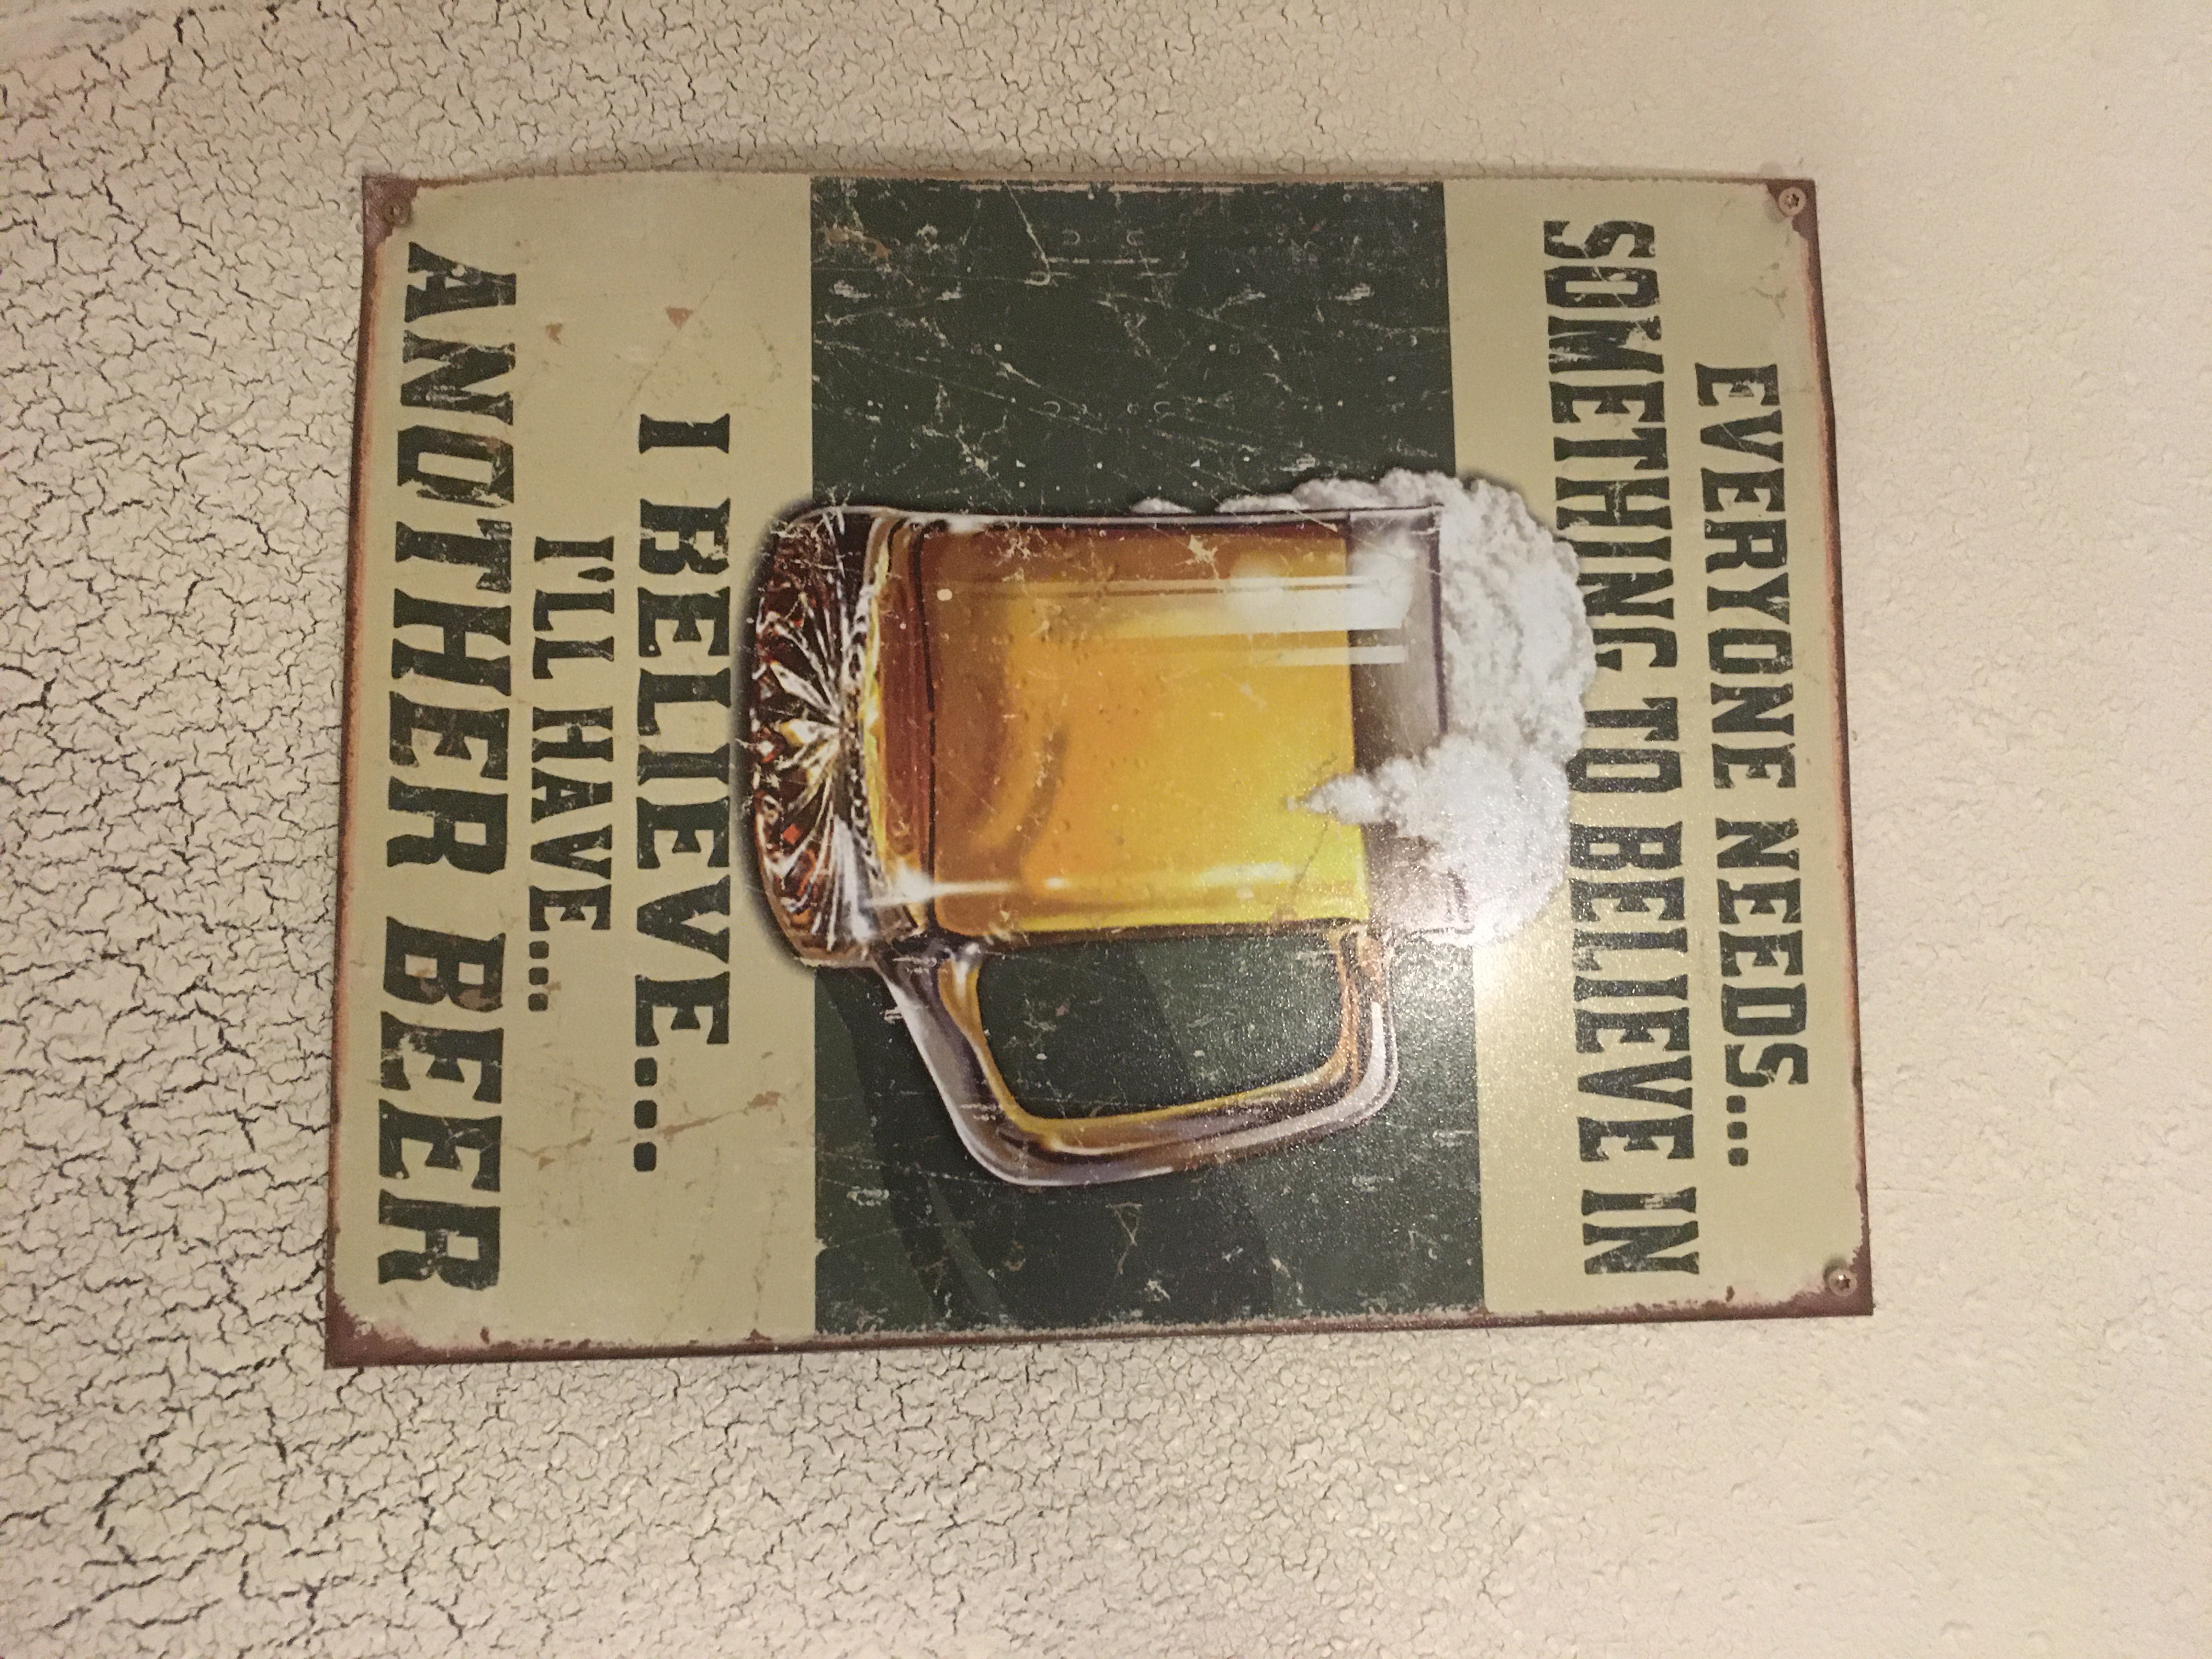 EVERYONE NEEDS...
SOMETHING TO BELIEVE IN
I BELIEVE....
I'LL HAVE...
ANOTHER BEER